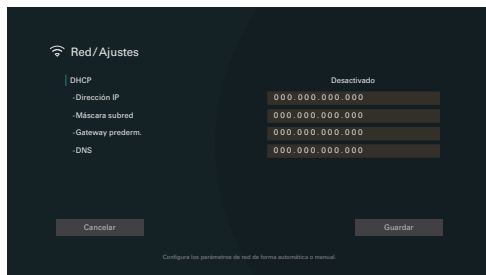 Red/Ajustes
DHCP Desactivado
-Dirección IP 000.000.000.000
-Máscara subred 000.000.000.000
-Gateway prederm. 000.000.000.000
-DNS 000.000.000.000
Cancelar Guardar
Configura los parámetros de red de forma automática o manual.